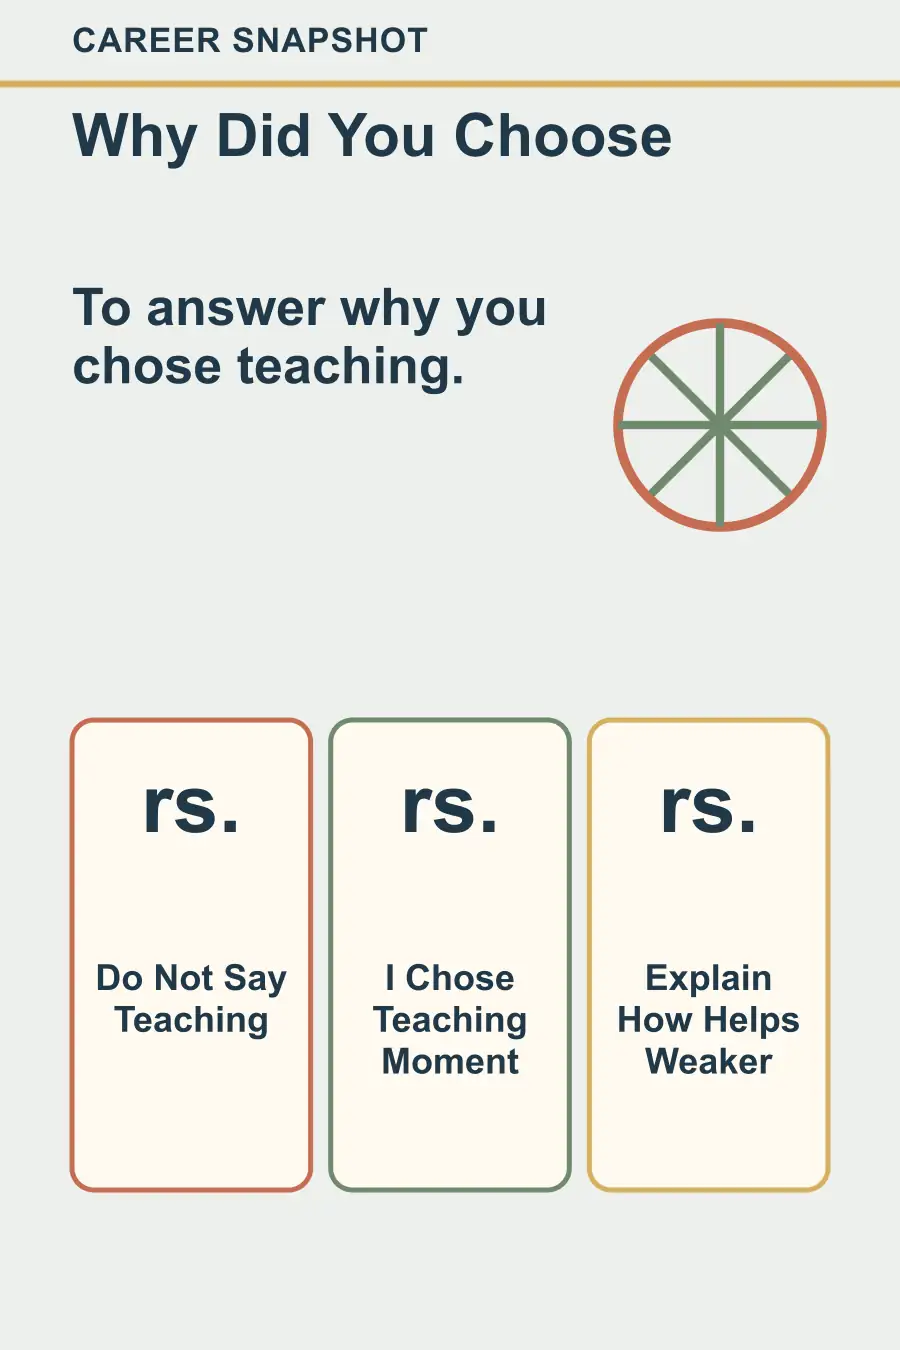 CAREER SNAPSHOT
Why Did You Choose
To answer why you
chose teaching.
rs.
Do Not Say
Teaching
rs.
I Chose
Teaching
Moment
rs.
Explain
How Helps
Weaker